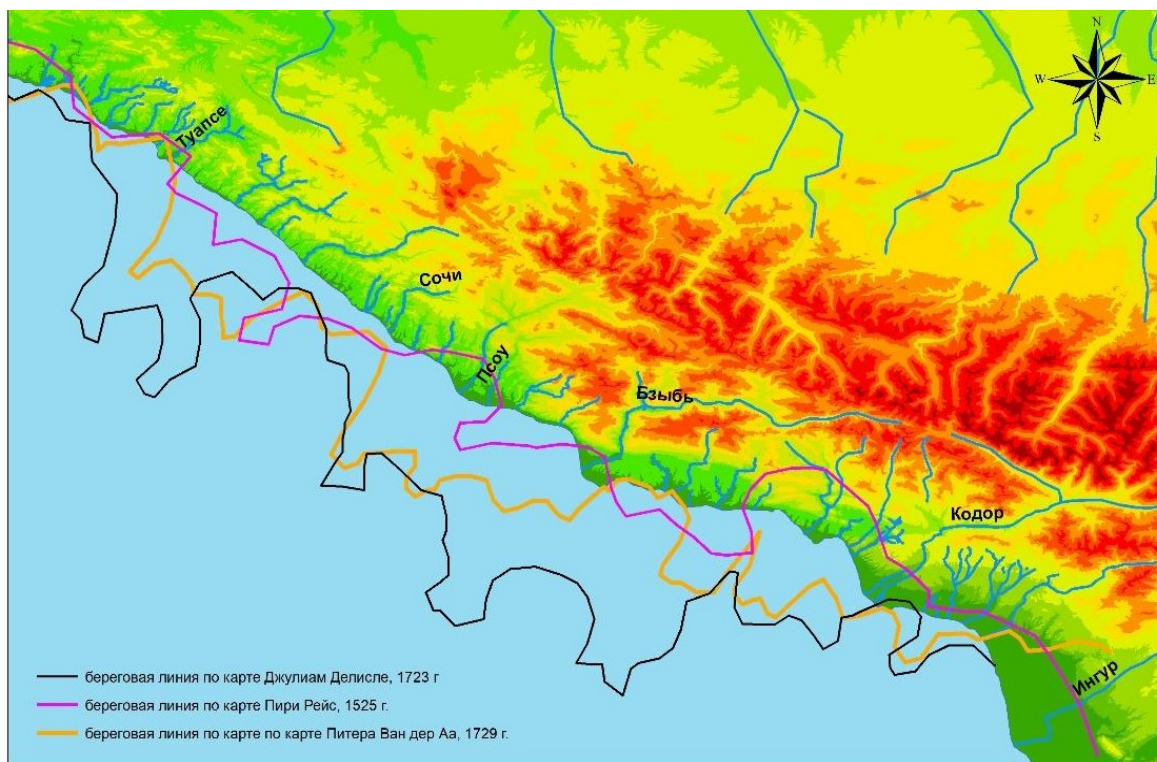 N
W
E
S
Туапсе
Сочи
Псоу
Бзыбь
Кодор
Ингур
береговая линия по карте Джулиам Делисле, 1723 г
береговая линия по карте Пири Рейс, 1525 г.
береговая линия по карте по карте Питера Ван дер Аа, 1729 г.